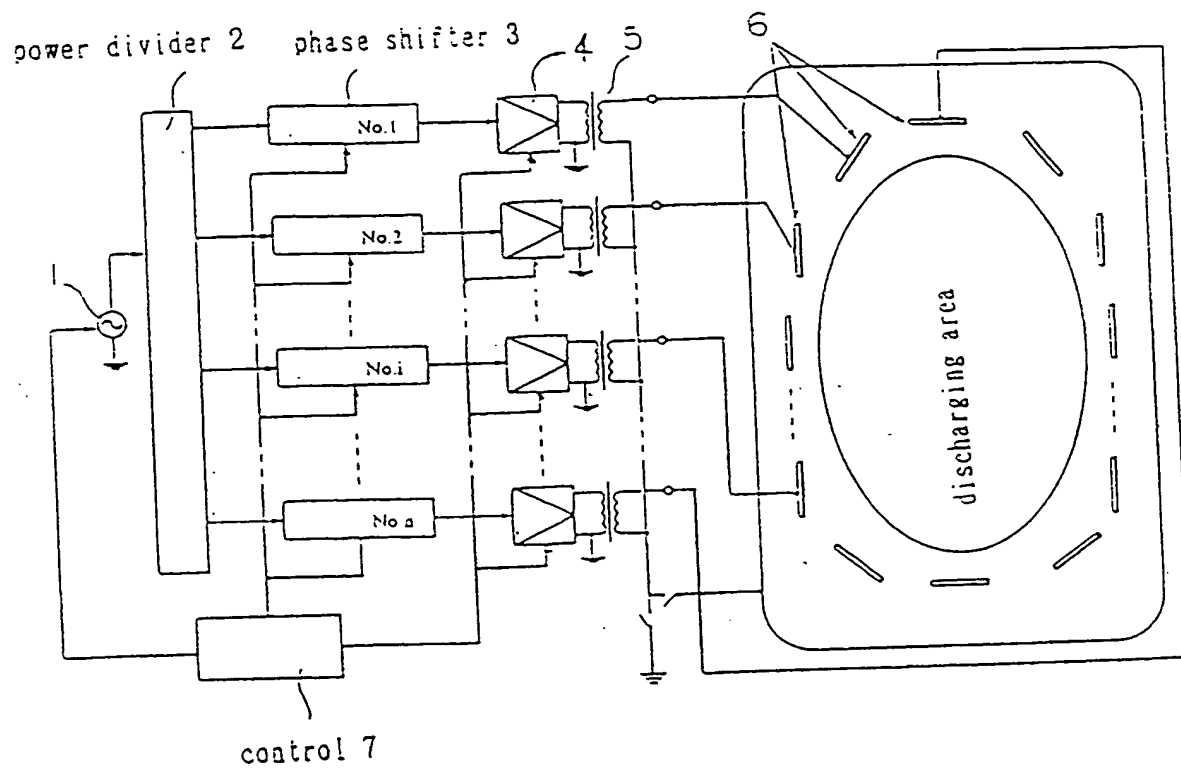 power divider 2
phase shifter 3
4
5
6
No.1
No.2
1
No.i
discharging area
No.n
control 7